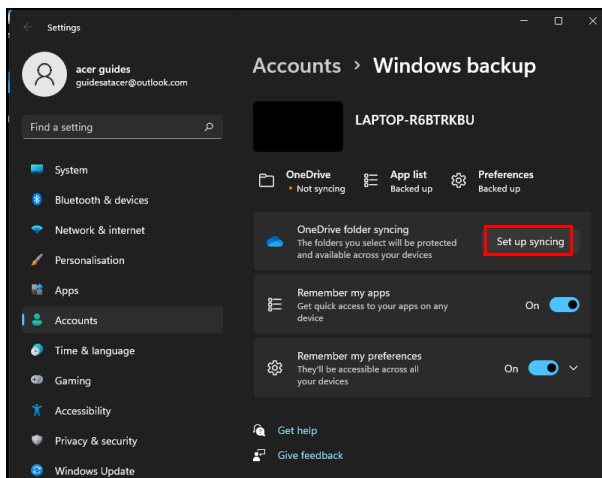 Settings
acer guides
guidesatacer@outlook.com
Find a setting
System
Bluetooth & devices
Network & internet
Personalisation
Apps
Accounts
Time & language
Gaming
Accessibility
Privacy & security
Windows Update
Accounts > Windows backup
LAPTOP-R6BTRKBU
OneDrive
Not syncing
App list
Backed up
Preferences
Backed up
OneDrive folder syncing
The folders you select will be protected
and available across your devices
Set up syncing
Remember my apps
Get quick access to your apps on any
device
On
Remember my preferences
They'll be accessible across all
your devices
On
Get help
Give feedback